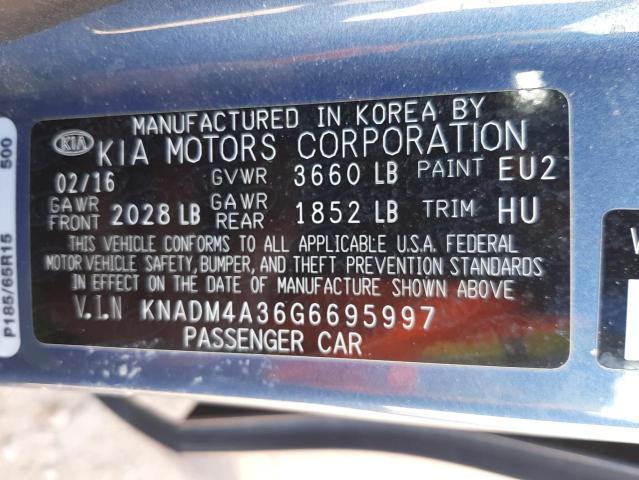 MANUFACTURED IN KOREA BY
KIA KIA MOTORS CORPORATION
02/16 GVWR 3660 LB PAINT EU2
GAWR FRONT 2028 LB GAWR REAR 1852 LB TRIM HU
THIS VEHICLE CONFORMS TO ALL APPLICABLE U.S.A. FEDERAL
MOTOR VEHICLE SAFETY, BUMPER, AND THEFT PREVENTION STANDARDS
IN EFFECT ON THE DATE OF MANUFACTURE SHOWN ABOVE
V.I.N KNADM4A36G6695997
PASSENGER CAR
P185/65R15 500